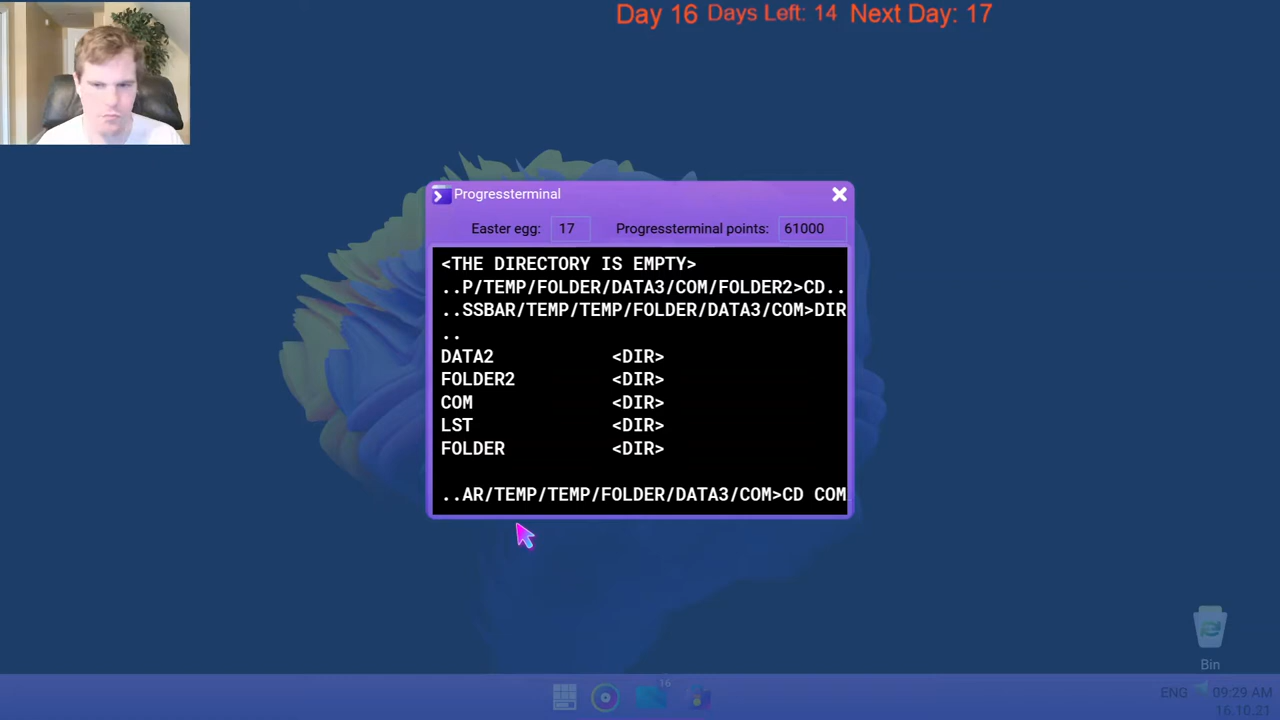 Day 16 Days Left: 14 Next Day: 17
Progressterminal
Easter egg: 17 Progressterminal points: 61000
<THE DIRECTORY IS EMPTY>
..P/TEMP/FOLDER/DATA3/COM/FOLDER2>CD..
..SSBAR/TEMP/TEMP/FOLDER/DATA3/COM>DIR
..
DATA2 <DIR>
FOLDER2 <DIR>
COM <DIR>
LST <DIR>
FOLDER <DIR>
..AR/TEMP/TEMP/FOLDER/DATA3/COM>CD COM
Bin
16
ENG 09:29 AM
16.10.21